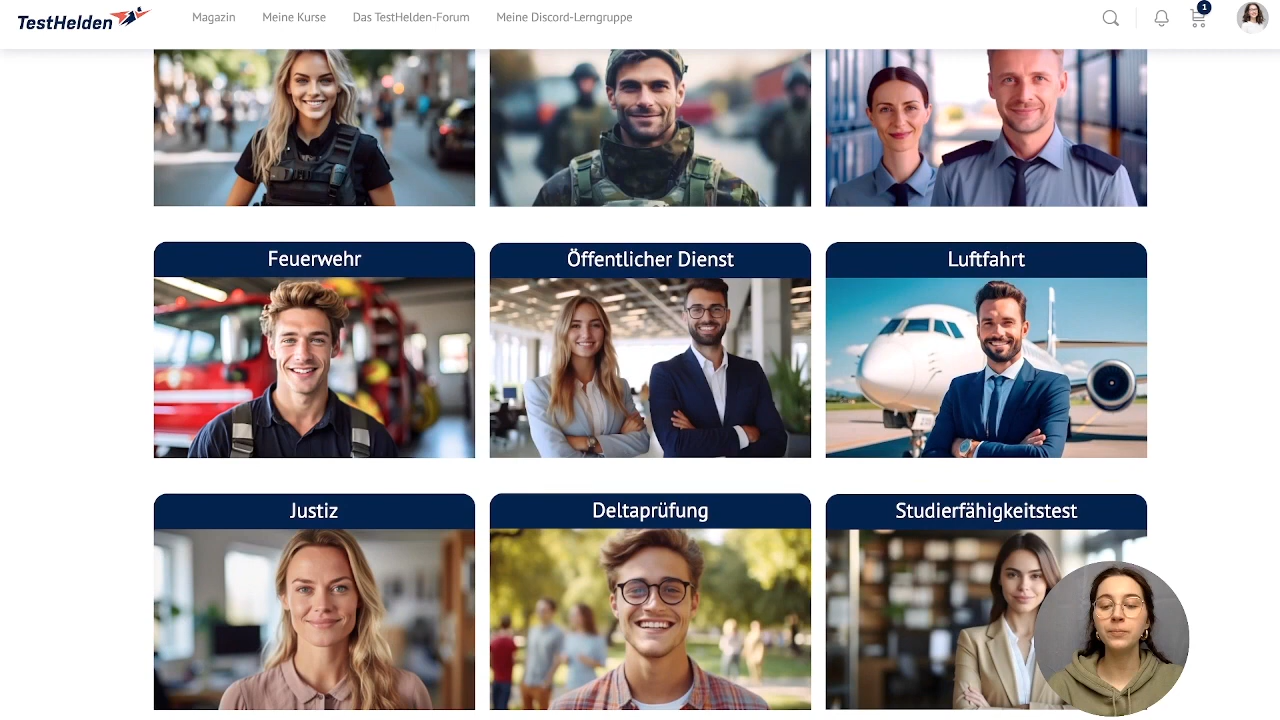 TestHelden
Magazin
Meine Kurse
Das TestHelden-Forum
Meine Discord-Lerngruppe
1
Feuerwehr
Öffentlicher Dienst
Luftfahrt
Justiz
Deltaprüfung
Studierfähigkeitstest